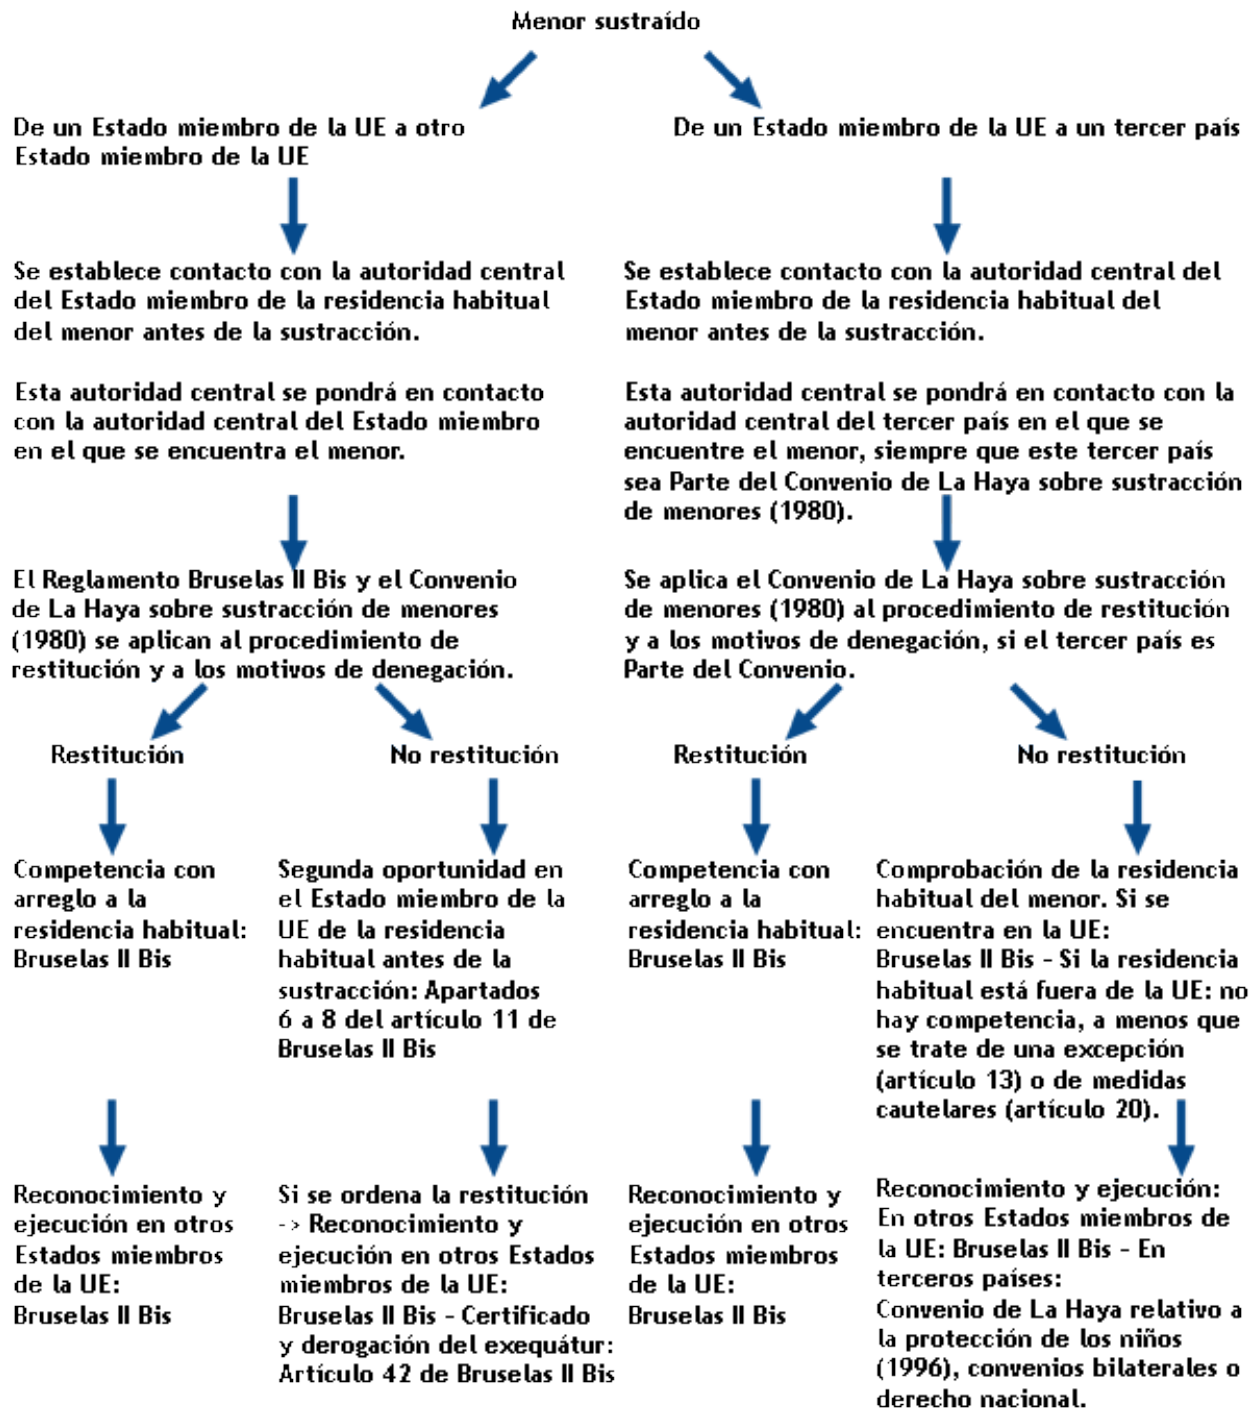 Menor sustraído
De un Estado miembro de la UE a otro
Estado miembro de la UE
De un Estado miembro de la UE a un tercer país
Se establece contacto con la autoridad central
del Estado miembro de la residencia habitual
del menor antes de la sustracción.
Esta autoridad central se pondrá en contacto
con la autoridad central del Estado miembro
en el que se encuentra el menor.
Se establece contacto con la autoridad central del
Estado miembro de la residencia habitual del
menor antes de la sustracción.
Esta autoridad central se pondrá en contacto con la
autoridad central del tercer país en el que se
encuentre el menor, siempre que este tercer país
sea Parte del Convenio de La Haya sobre sustracción
de menores (1980).
El Reglamento Bruselas II Bis y el Convenio
de La Haya sobre sustracción de menores
(1980) se aplican al procedimiento de
restitución y a los motivos de denegación.
Se aplica el Convenio de La Haya sobre sustracción
de menores (1980) al procedimiento de restitución
y a los motivos de denegación, si el tercer país es
Parte del Convenio.
Restitución
No restitución
Restitución
No restitución
Competencia con
arreglo a la
residencia habitual:
Bruselas II Bis
Segunda oportunidad en
el Estado miembro de la
UE de la residencia
habitual antes de la
sustracción: Apartados
6 a 8 del artículo 11 de
Bruselas II Bis
Competencia con
arreglo a la
residencia habitual:
Bruselas II Bis
Comprobación de la residencia
habitual del menor. Si se
encuentra en la UE:
Bruselas II Bis - Si la residencia
habitual está fuera de la UE: no
hay competencia, a menos que
se trate de una excepción
(artículo 13) o de medidas
cautelares (artículo 20).
Reconocimiento y
ejecución en otros
Estados miembros
de la UE:
Bruselas II Bis
Si se ordena la restitución
-> Reconocimiento y
ejecución en otros Estados
miembros de la UE:
Bruselas II Bis - Certificado
y derogación del exequátur:
Artículo 42 de Bruselas II Bis
Reconocimiento y
ejecución en otros
Estados miembros
de la UE:
Bruselas II Bis
Reconocimiento y ejecución:
En otros Estados miembros de
la UE: Bruselas II Bis - En
terceros países:
Convenio de La Haya relativo a
la protección de los niños
(1996), convenios bilaterales o
derecho nacional.